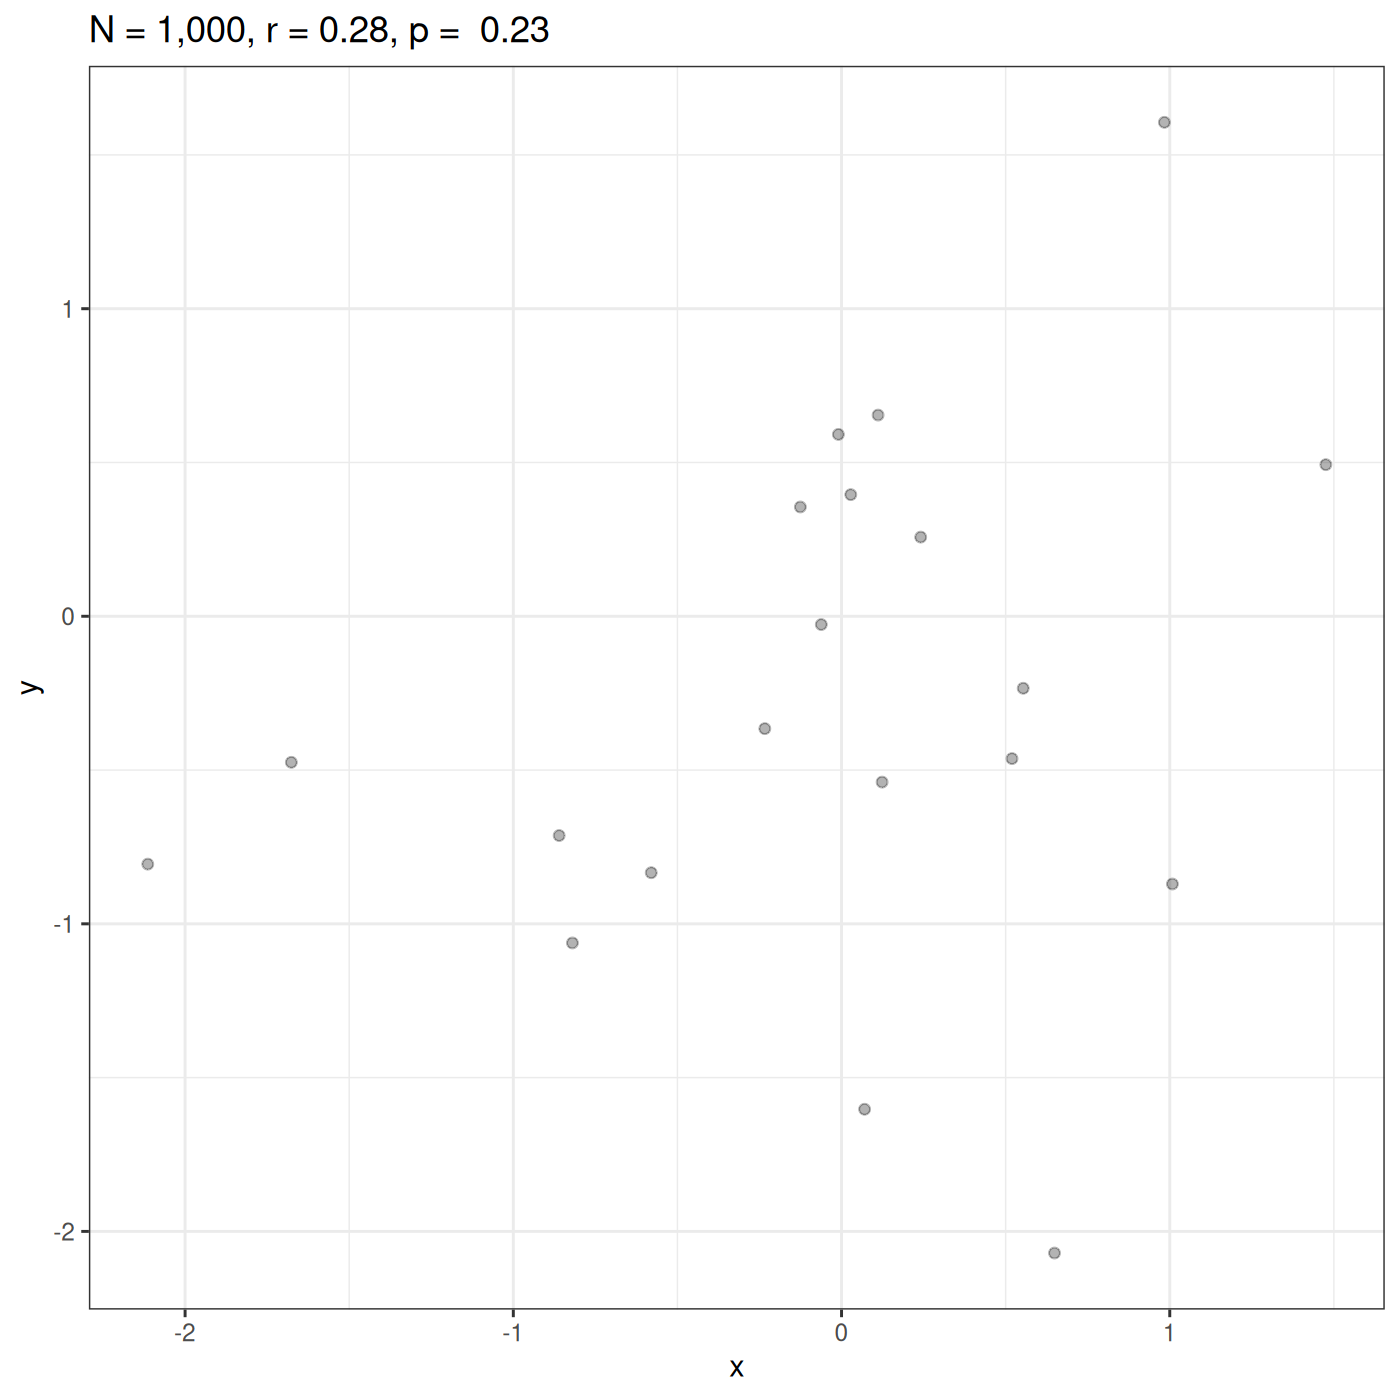 N = 1,000, r = 0.28, p =  0.23
1
0
-1
-2
y
-2 -1 0 1
x